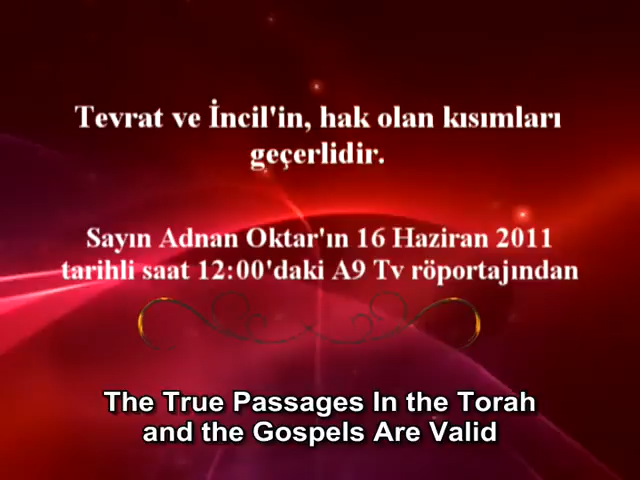 Tevrat ve İncil'in, hak olan kısımları
geçerlidir.
Sayın Adnan Oktar'ın 16 Haziran 2011
tarihli saat 12:00'daki A9 Tv röportajından
The True Passages In the Torah
and the Gospels Are Valid